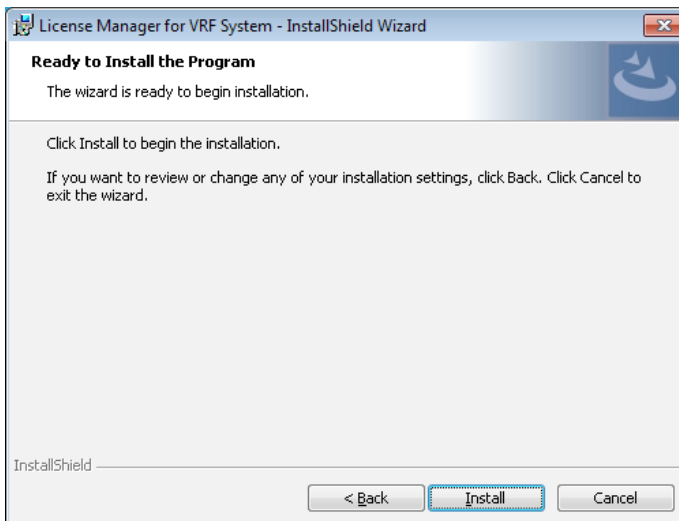 License Manager for VRF System - InstallShield Wizard
Ready to Install the Program
The wizard is ready to begin installation.
Click Install to begin the installation.
If you want to review or change any of your installation settings, click Back. Click Cancel to
exit the wizard.
InstallShield
< Back
Install
Cancel